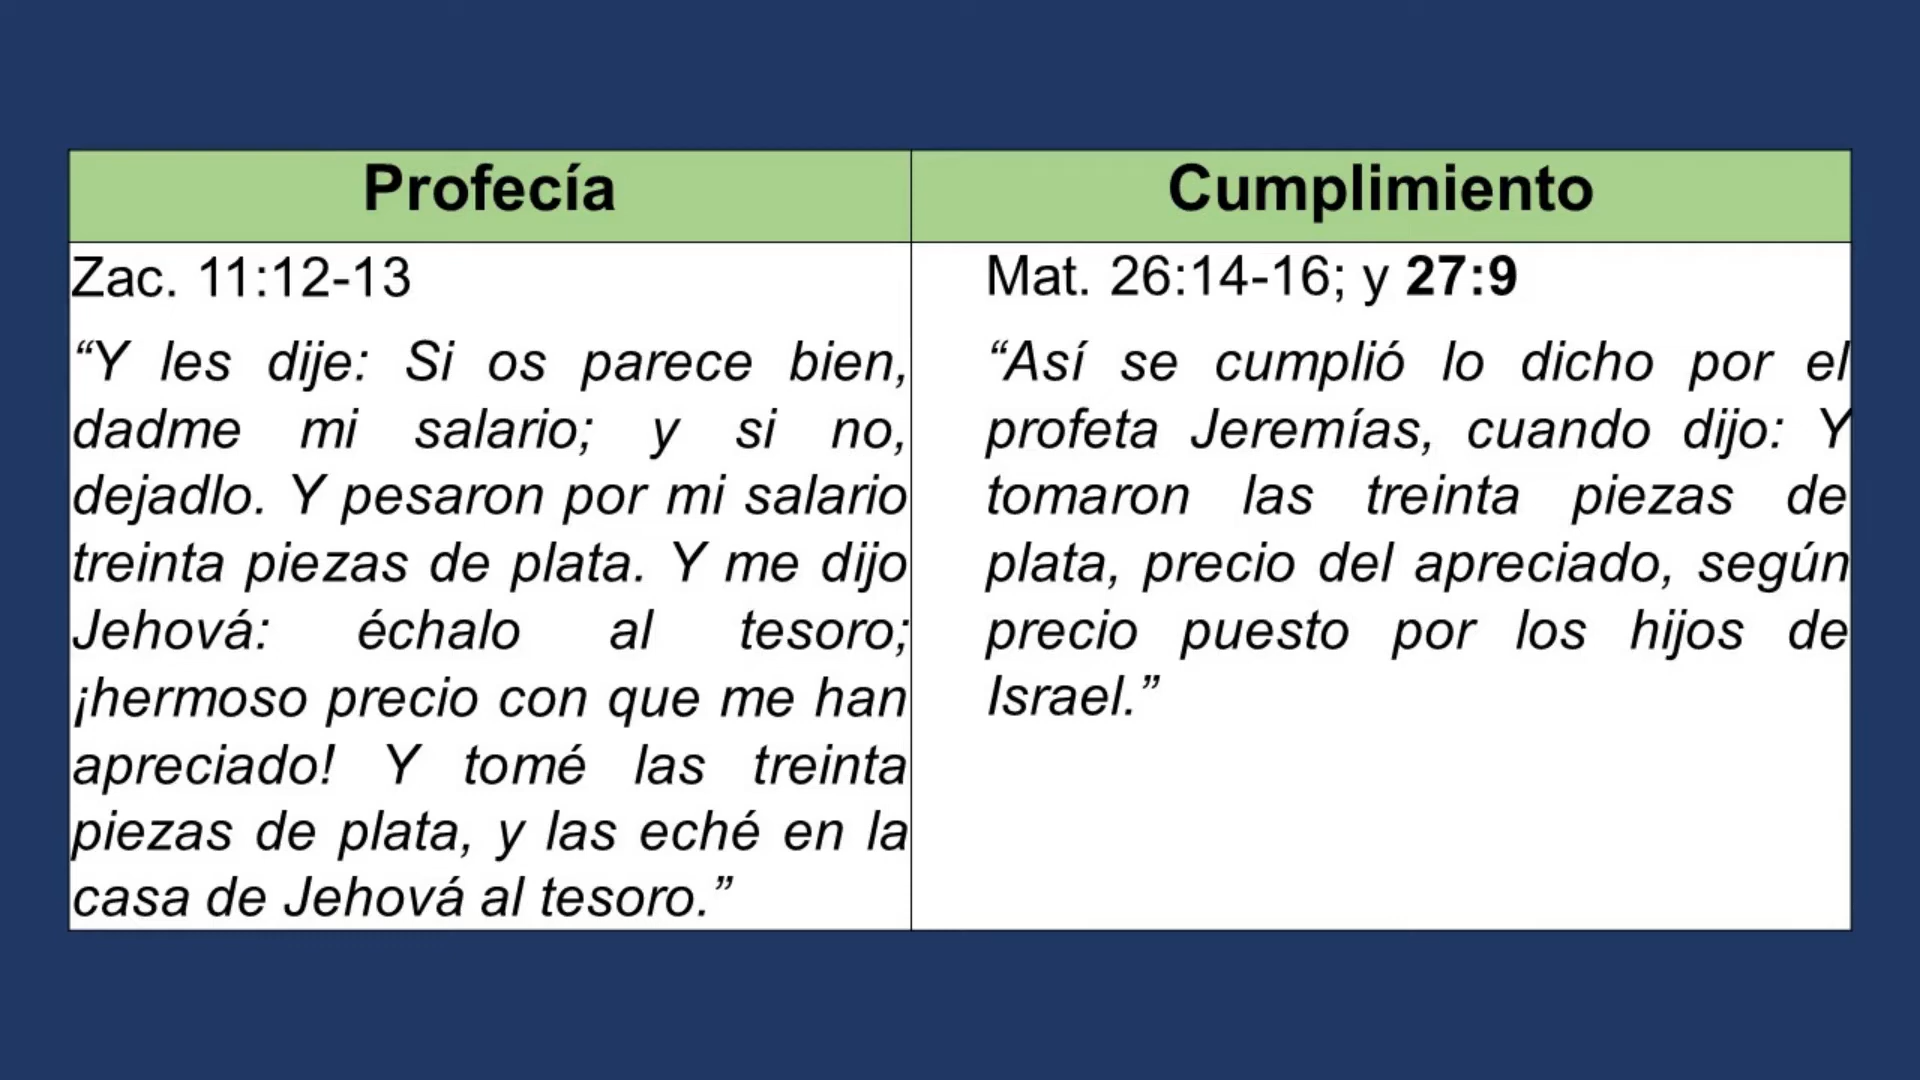 Profecía
Cumplimiento
Zac. 11:12-13
“Y les dije: Si os parece bien,
dadme mi salario; y si no,
dejadlo. Y pesaron por mi salario
treinta piezas de plata. Y me dijo
Jehová: échalo al tesoro;
¡hermoso precio con que me han
apreciado! Y tomé las treinta
piezas de plata, y las eché en la
casa de Jehová al tesoro.”
Mat. 26:14-16; y 27:9
“Así se cumplió lo dicho por el
profeta Jeremías, cuando dijo: Y
tomaron las treinta piezas de
plata, precio del apreciado, según
precio puesto por los hijos de
Israel.”